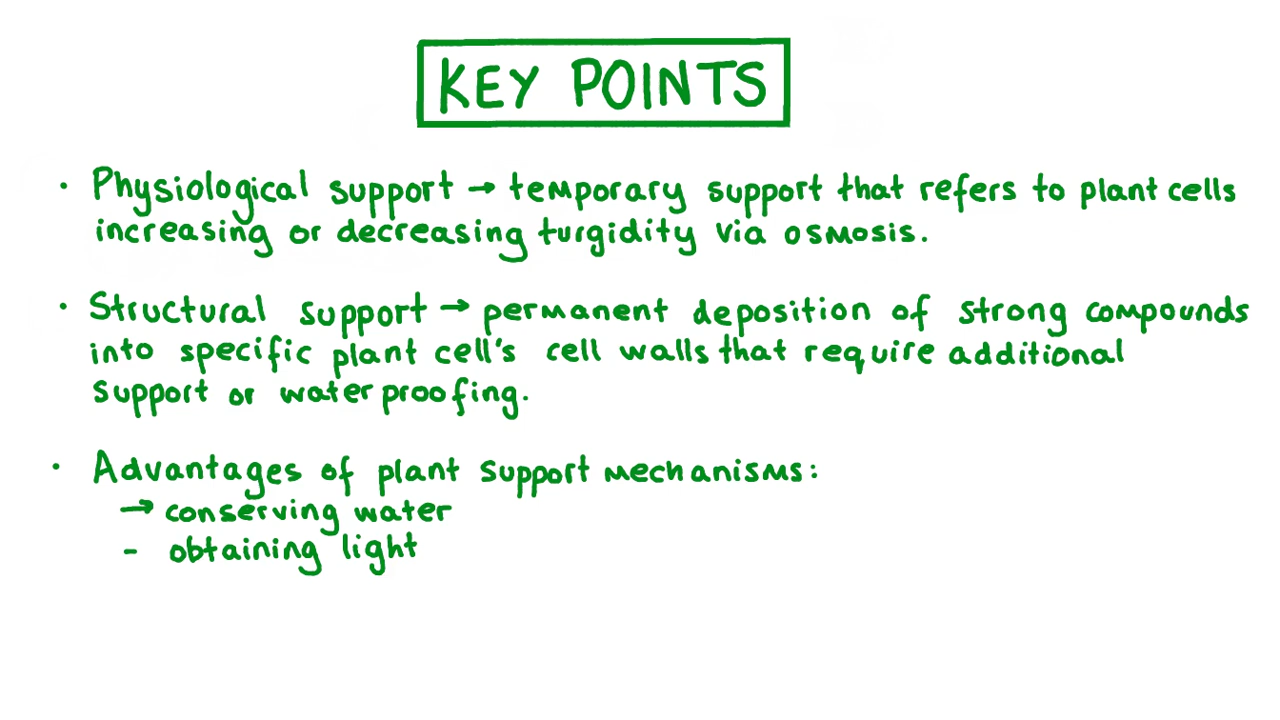 KEY POINTS
• Physiological support → temporary support that refers to plant cells
increasing or decreasing turgidity via osmosis.
• Structural support → permanent deposition of strong compounds
into specific plant cell's cell walls that require additional
support or waterproofing.
• Advantages of plant support mechanisms:
→ conserving water
- obtaining light